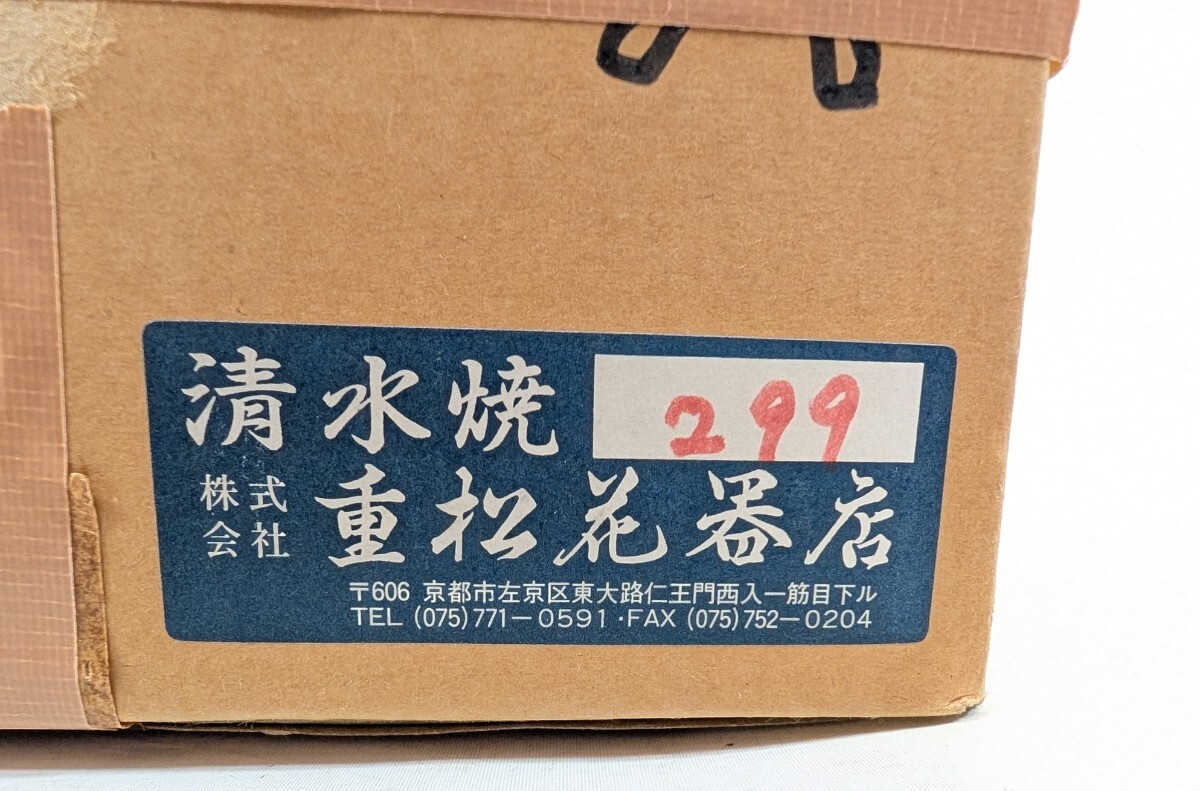 清水焼 299
株式会社 重松花器店
〒606 京都市左京区東大路仁王門西入一筋目下ル
TEL (075)771-0591・FAX (075)752-0204